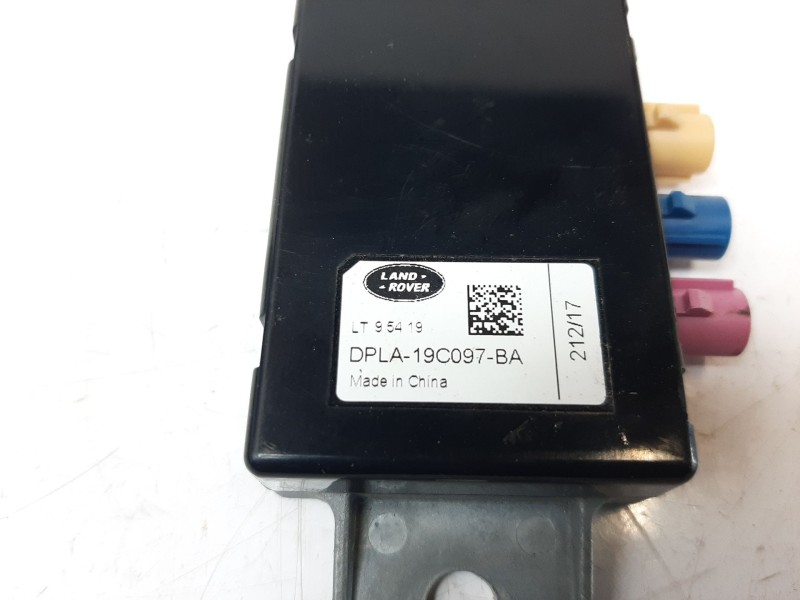 LAND
ROVER
LT 9 54 19
DPLA-19C097-BA
Made in China
212/17